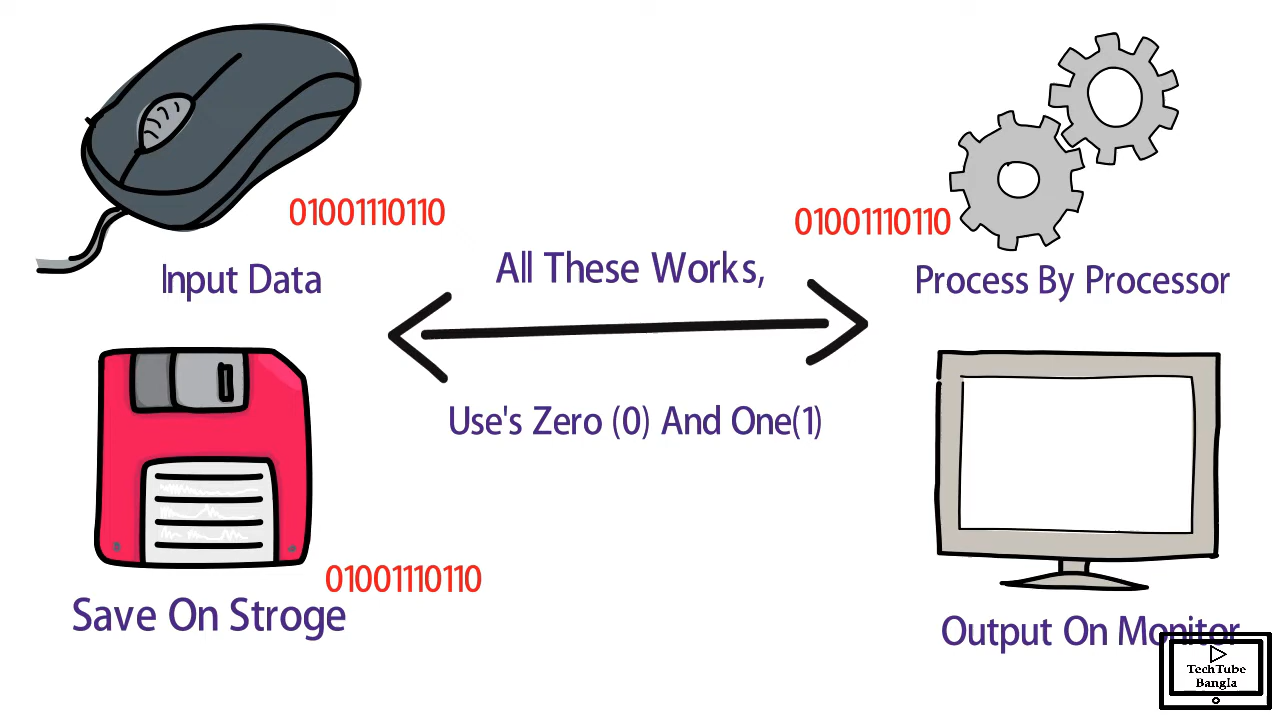 01001110110
01001110110
Input Data
All These Works,
Process By Processor
Use's Zero (0) And One(1)
01001110110
Save On Stroge
Output On Monitor
TechTube
Bangla